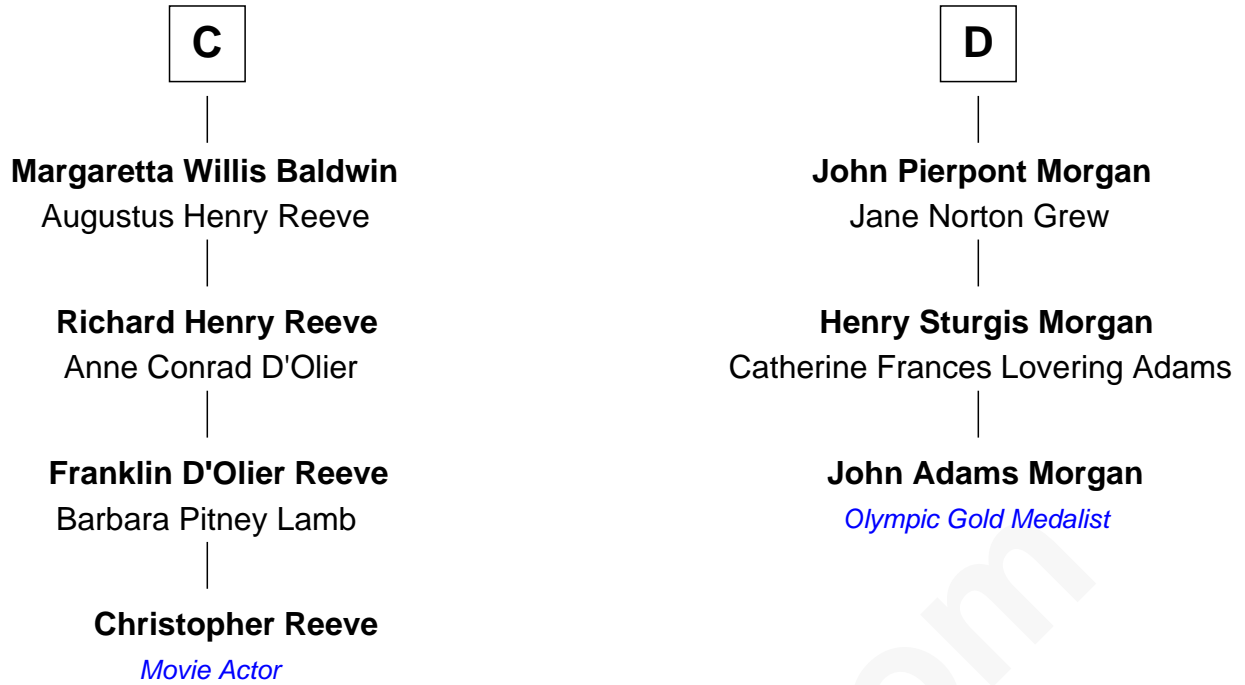 C
Margaretta Willis Baldwin
Augustus Henry Reeve
Richard Henry Reeve
Anne Conrad D'Olier
Franklin D'Olier Reeve
Barbara Pitney Lamb
Christopher Reeve
Movie Actor
D
John Pierpont Morgan
Jane Norton Grew
Henry Sturgis Morgan
Catherine Frances Lovering Adams
John Adams Morgan
Olympic Gold Medalist